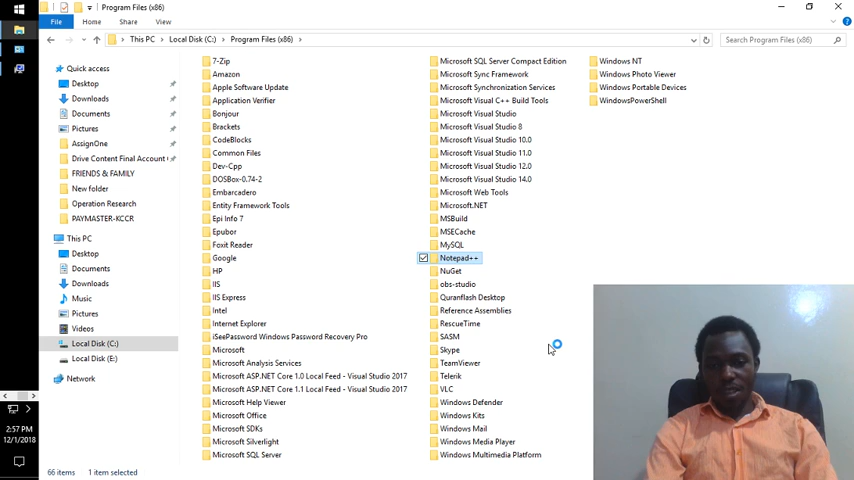 Program Files (x86)
File
Home
Share
View
This PC
Local Disk (C:)
Program Files (x86)
Search Program Files (x86)
Quick access
Desktop
Downloads
Documents
Pictures
AssignOne
Drive Content Final Account
FRIENDS & FAMILY
New folder
Operation Research
PAYMASTER-KCCR
This PC
Desktop
Documents
Downloads
Music
Pictures
Videos
Local Disk (C:)
Local Disk (E:)
Network
7-Zip
Amazon
Apple Software Update
Application Verifier
Bonjour
Brackets
CodeBlocks
Common Files
Dev-Cpp
DOSBox-0.74-2
Embarcadero
Entity Framework Tools
Epi Info 7
Epubor
Foxit Reader
Google
HP
IIS
IIS Express
Intel
Internet Explorer
iSeePassword Windows Password Recovery Pro
Microsoft
Microsoft Analysis Services
Microsoft ASP.NET Core 1.0 Local Feed - Visual Studio 2017
Microsoft ASP.NET Core 1.1 Local Feed - Visual Studio 2017
Microsoft Help Viewer
Microsoft Office
Microsoft SDKs
Microsoft Silverlight
Microsoft SQL Server
Microsoft SQL Server Compact Edition
Microsoft Sync Framework
Microsoft Synchronization Services
Microsoft Visual C++ Build Tools
Microsoft Visual Studio
Microsoft Visual Studio 8
Microsoft Visual Studio 10.0
Microsoft Visual Studio 11.0
Microsoft Visual Studio 12.0
Microsoft Visual Studio 14.0
Microsoft Web Tools
Microsoft.NET
MSBuild
MSECache
MySQL
Notepad++
NuGet
obs-studio
Quranflash Desktop
Reference Assemblies
RescueTime
SASM
Skype
TeamViewer
Telerik
VLC
Windows Defender
Windows Kits
Windows Mail
Windows Media Player
Windows Multimedia Platform
Windows NT
Windows Photo Viewer
Windows Portable Devices
WindowsPowerShell
2:57 PM
12/1/2018
66 items
1 item selected